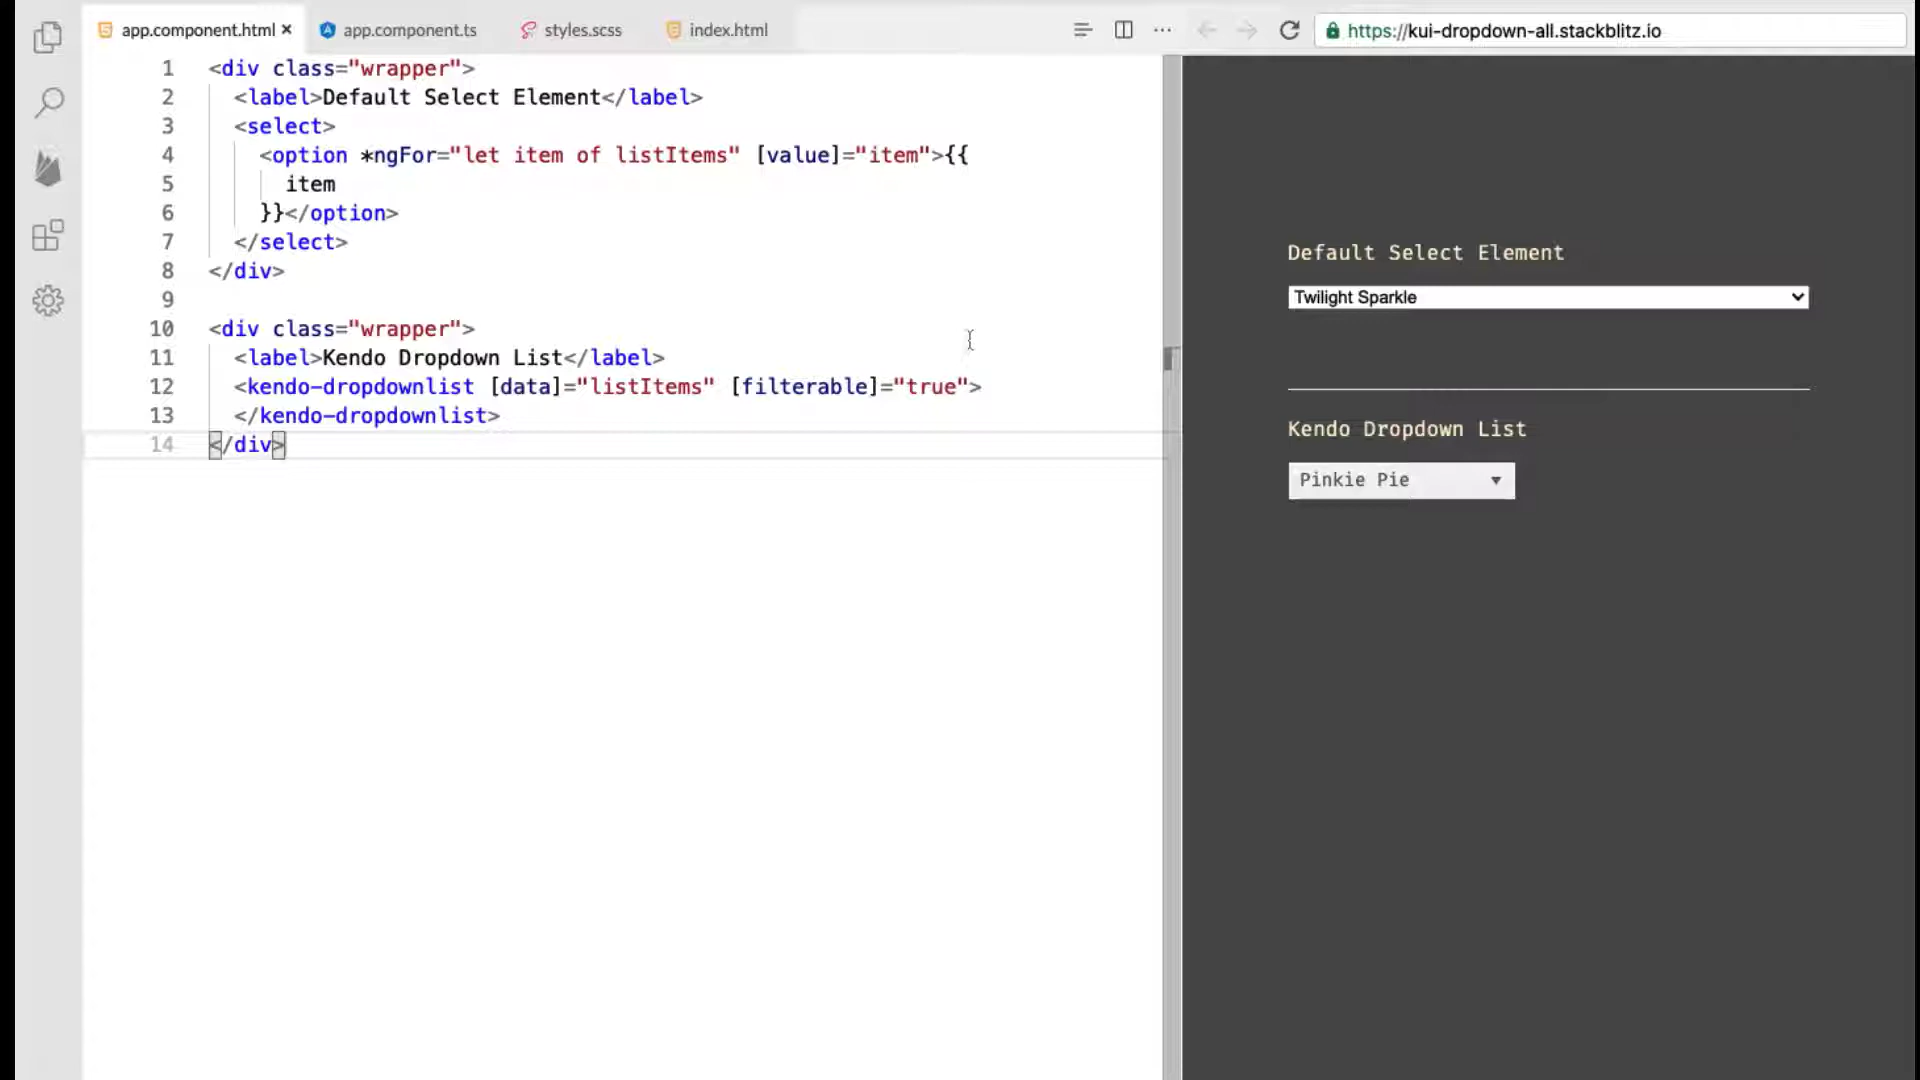 app.component.html × app.component.ts styles.scss index.html ··· https://kui-dropdown-all.stackblitz.io
1 <div class="wrapper">
2 <label>Default Select Element</label>
3 <select>
4 <option *ngFor="let item of listItems" [value]="item">{{
5 item
6 }}</option>
7 </select>
8 </div>
9
10 <div class="wrapper">
11 <label>Kendo Dropdown List</label>
12 <kendo-dropdownlist [data]="listItems" [filterable]="true">
13 </kendo-dropdownlist>
14 </div>
Default Select Element
Twilight Sparkle
Kendo Dropdown List
Pinkie Pie